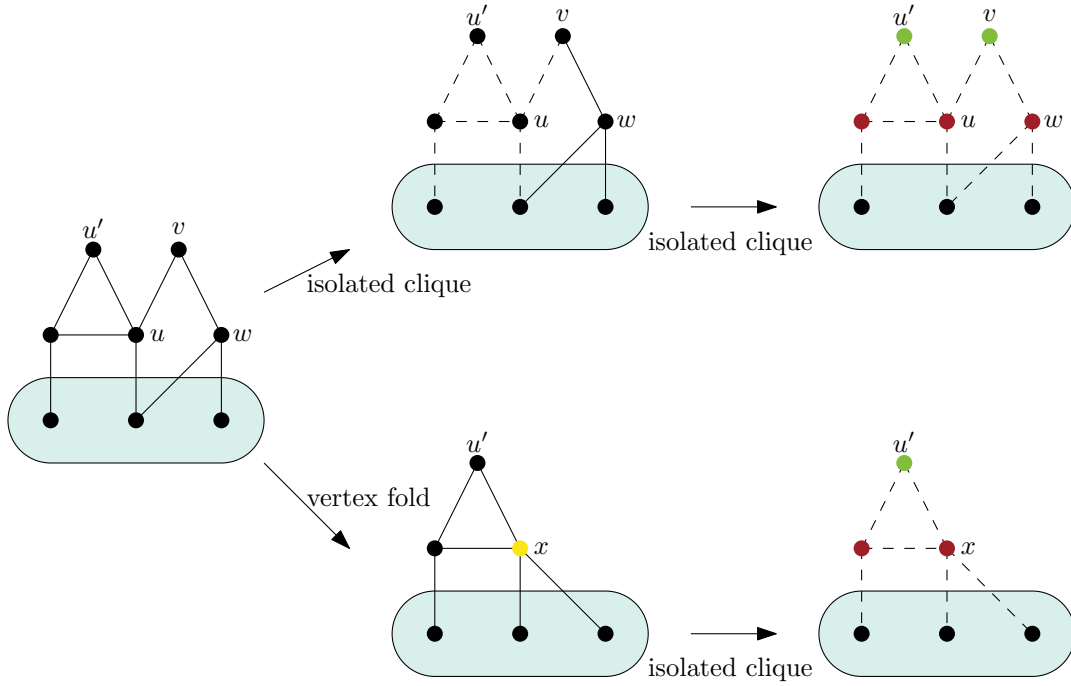 u′ v
u w
isolated clique
u′ v
u w
isolated clique
u′ v
u w
vertex fold
u′
x
isolated clique
u′
x